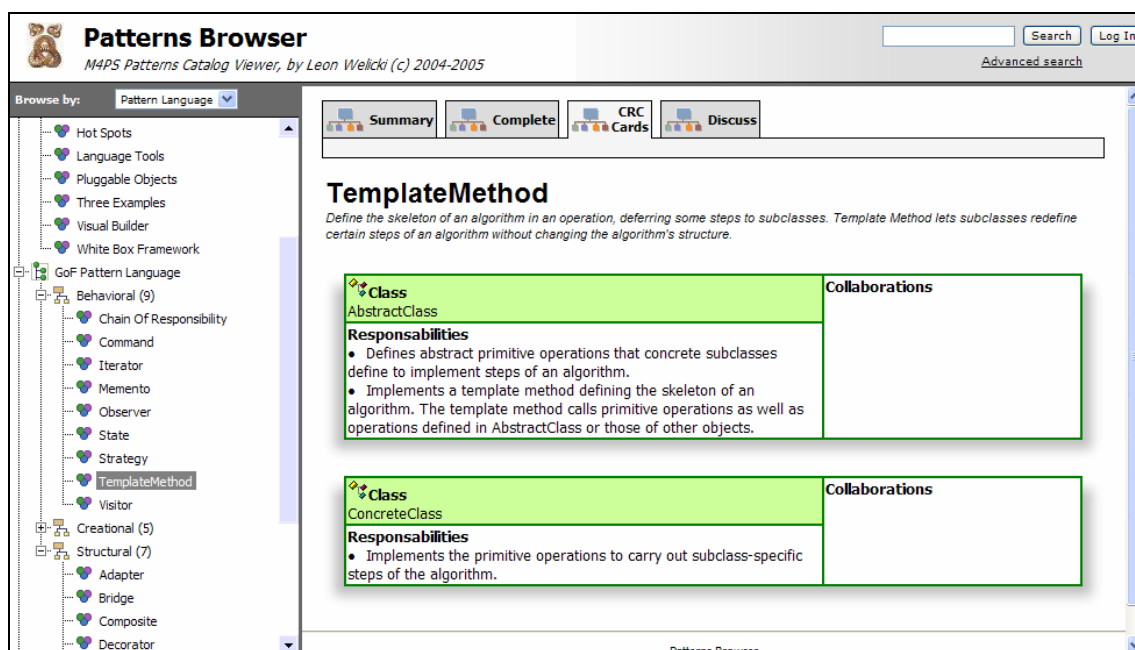 Patterns Browser
M4PS Patterns Catalog Viewer, by Leon Welicki (c) 2004-2005
Search
Log In
Advanced search
Browse by:
Pattern Language
Hot Spots
Language Tools
Pluggable Objects
Three Examples
Visual Builder
White Box Framework
GoF Pattern Language
Behavioral (9)
Chain Of Responsibility
Command
Iterator
Memento
Observer
State
Strategy
TemplateMethod
Visitor
Creational (5)
Structural (7)
Adapter
Bridge
Composite
Decorator
Summary
Complete
CRC
Cards
Discuss
TemplateMethod
Define the skeleton of an algorithm in an operation, deferring some steps to subclasses. Template Method lets subclasses redefine
certain steps of an algorithm without changing the algorithm's structure.
Class
AbstractClass
Collaborations
Responsabilities
• Defines abstract primitive operations that concrete subclasses
define to implement steps of an algorithm.
• Implements a template method defining the skeleton of an
algorithm. The template method calls primitive operations as well as
operations defined in AbstractClass or those of other objects.
Class
ConcreteClass
Collaborations
Responsabilities
• Implements the primitive operations to carry out subclass-specific
steps of the algorithm.
Patterns Browser